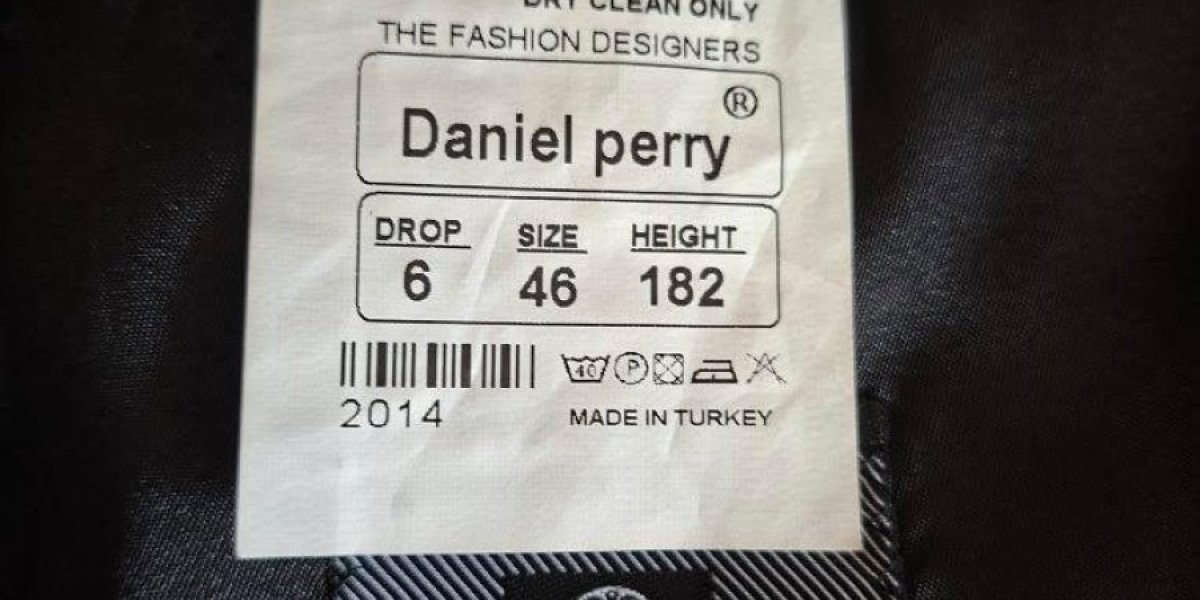 DRY CLEAN ONLY
THE FASHION DESIGNERS
Daniel perry®
DROP SIZE HEIGHT
6 46 182
40 P
2014
MADE IN TURKEY